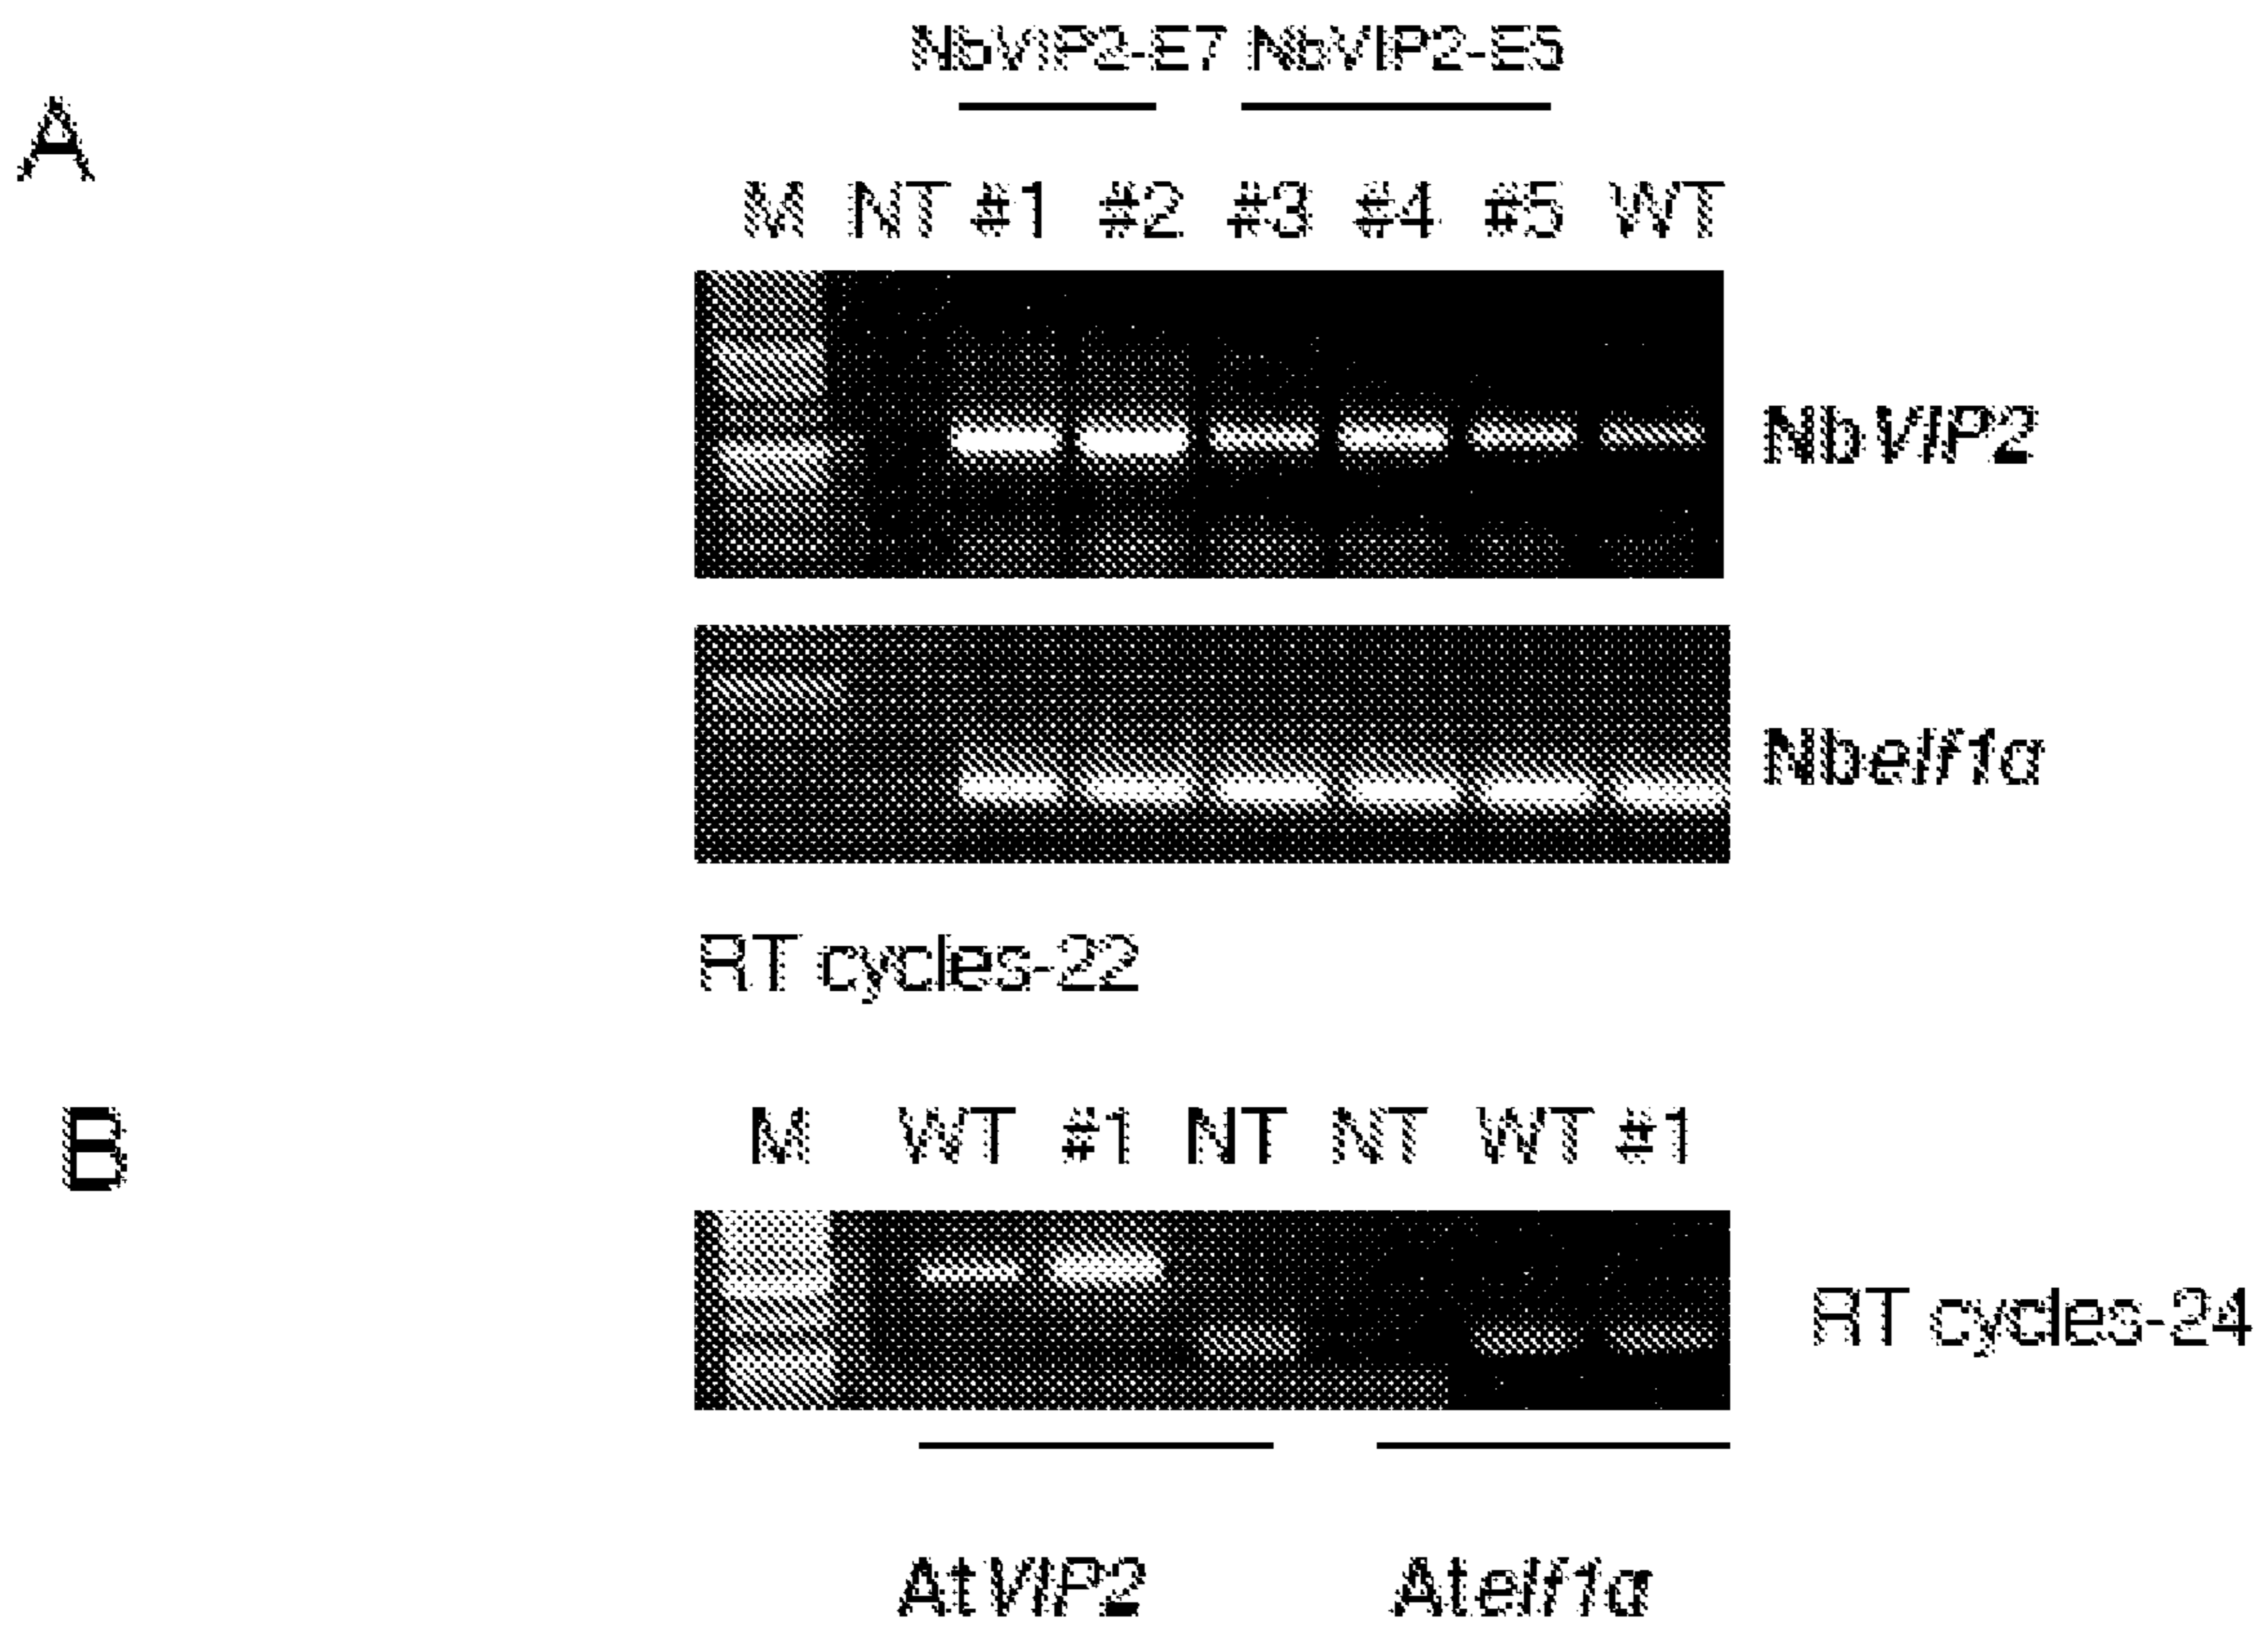 NbVIP2-E7 NbVIP2-E5
A
M NT #1 #2 #3 #4 #5 WT
NbVIP2
Nbelf1α
RT cycles-22
B
M WT #1 NT NT WT #1
RT cycles-24
AtVIP2 Atelf1α